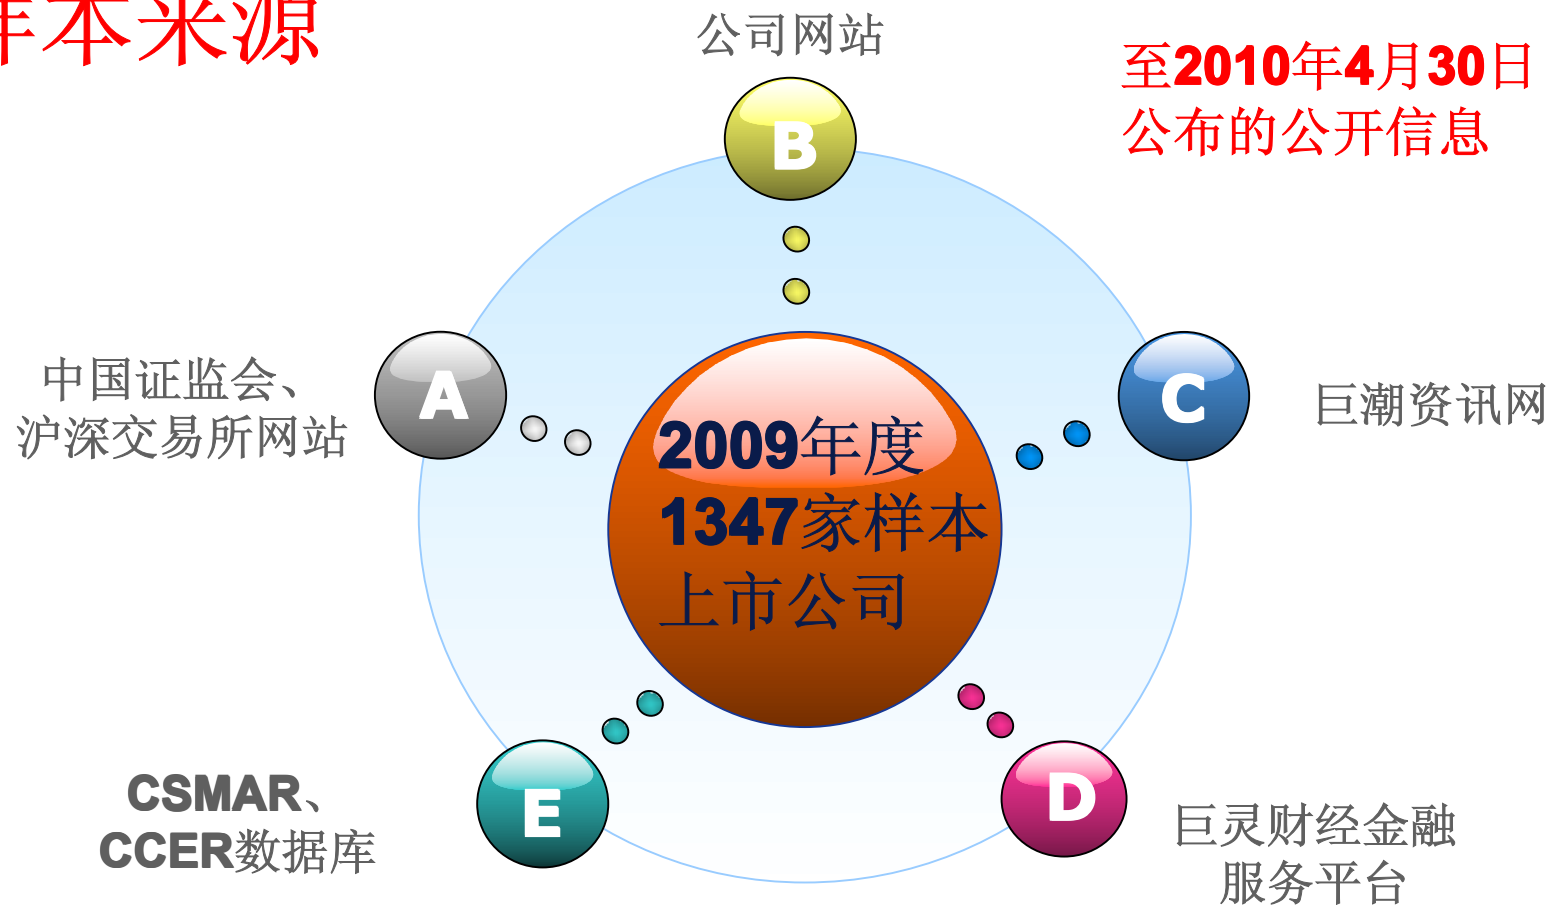 样本来源
公司网站
至2010年4月30日
公布的公开信息
B
A
中国证监会、
沪深交易所网站
C
巨潮资讯网
2009年度
1347家样本
上市公司
E
CSMAR、
CCER数据库
D
巨灵财经金融
服务平台